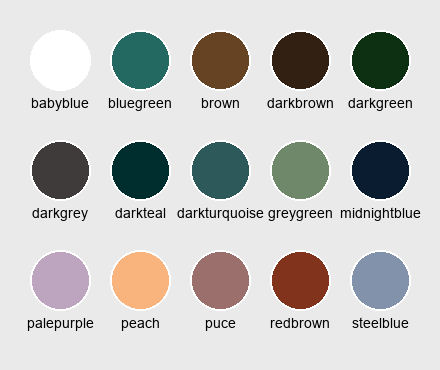 babyblue bluegreen brown darkbrown darkgreen
darkgrey darkteal darkturquoise greygreen midnightblue
palepurple peach puce redbrown steelblue